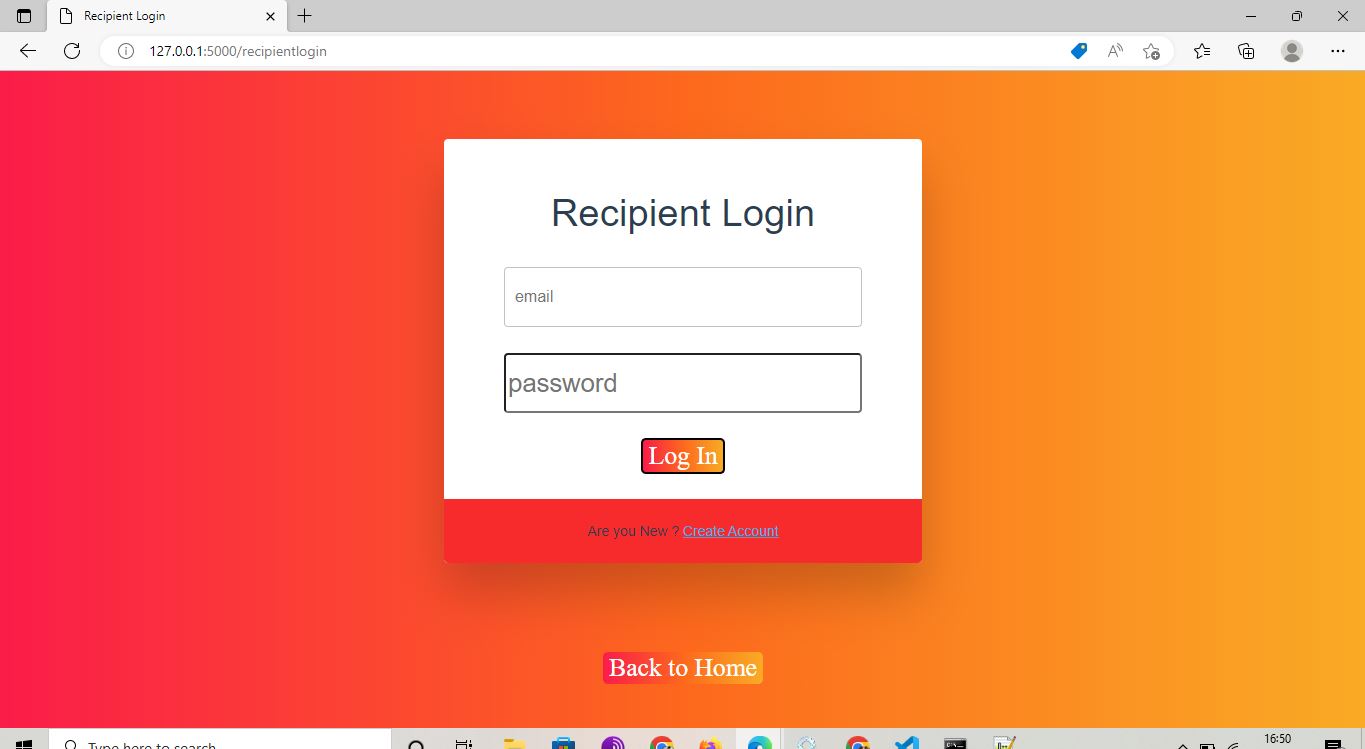 Recipient Login
127.0.0.1:5000/recipientlogin
Recipient Login
email
password
Log In
Are you New ? Create Account
Back to Home
Type here to search
16:50